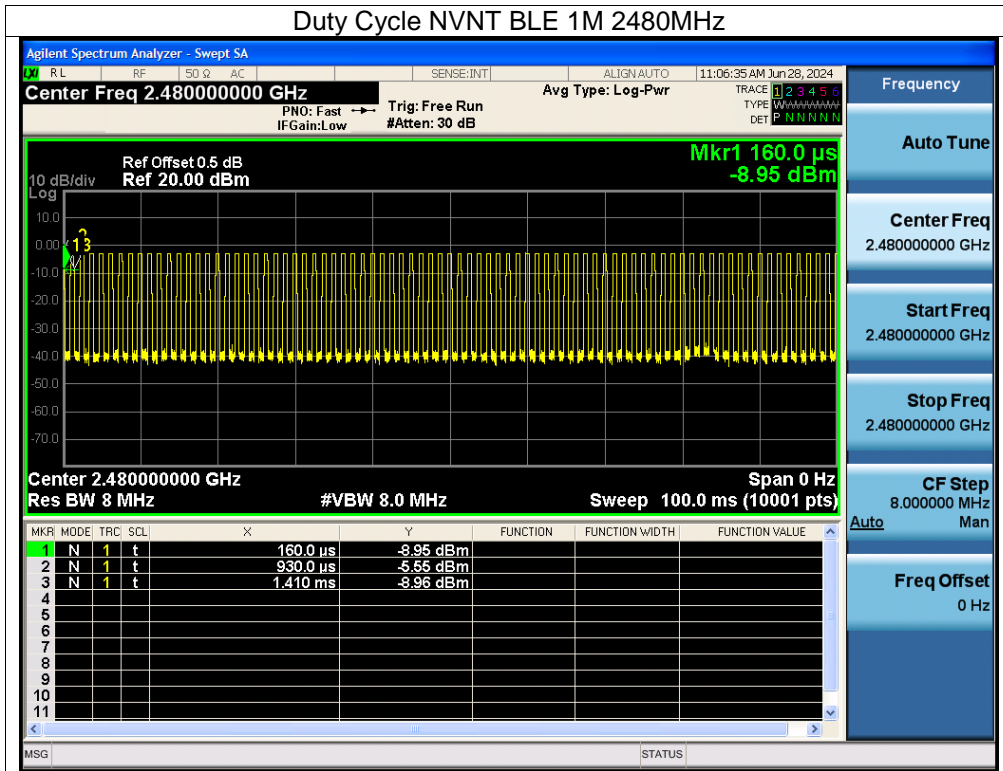 Duty Cycle NVNT BLE 1M 2480MHz
Agilent Spectrum Analyzer - Swept SA
LXI RL RF 50 Ω AC SENSE:INT ALIGN AUTO 11:06:35 AM Jun 28, 2024
Center Freq 2.480000000 GHz
PNO: Fast
IFGain:Low
Trig: Free Run
#Atten: 30 dB
Avg Type: Log-Pwr
TRACE 1 2 3 4 5 6
TYPE WWWWWW
DET P N N N N N
Mkr1 160.0 µs
-8.95 dBm
Ref Offset 0.5 dB
10 dB/div Ref 20.00 dBm
Log
10.0
0.00
-10.0
-20.0
-30.0
-40.0
-50.0
-60.0
-70.0
2
1 3
Center 2.480000000 GHz Span 0 Hz
Res BW 8 MHz #VBW 8.0 MHz Sweep 100.0 ms (10001 pts)
MKR MODE TRC SCL X Y FUNCTION FUNCTION WIDTH FUNCTION VALUE
1 N 1 t 160.0 µs -8.95 dBm
2 N 1 t 930.0 µs -5.55 dBm
3 N 1 t 1.410 ms -8.96 dBm
4
5
6
7
8
9
10
11
MSG STATUS
Frequency
Auto Tune
Center Freq
2.480000000 GHz
Start Freq
2.480000000 GHz
Stop Freq
2.480000000 GHz
CF Step
8.000000 MHz
Auto Man
Freq Offset
0 Hz